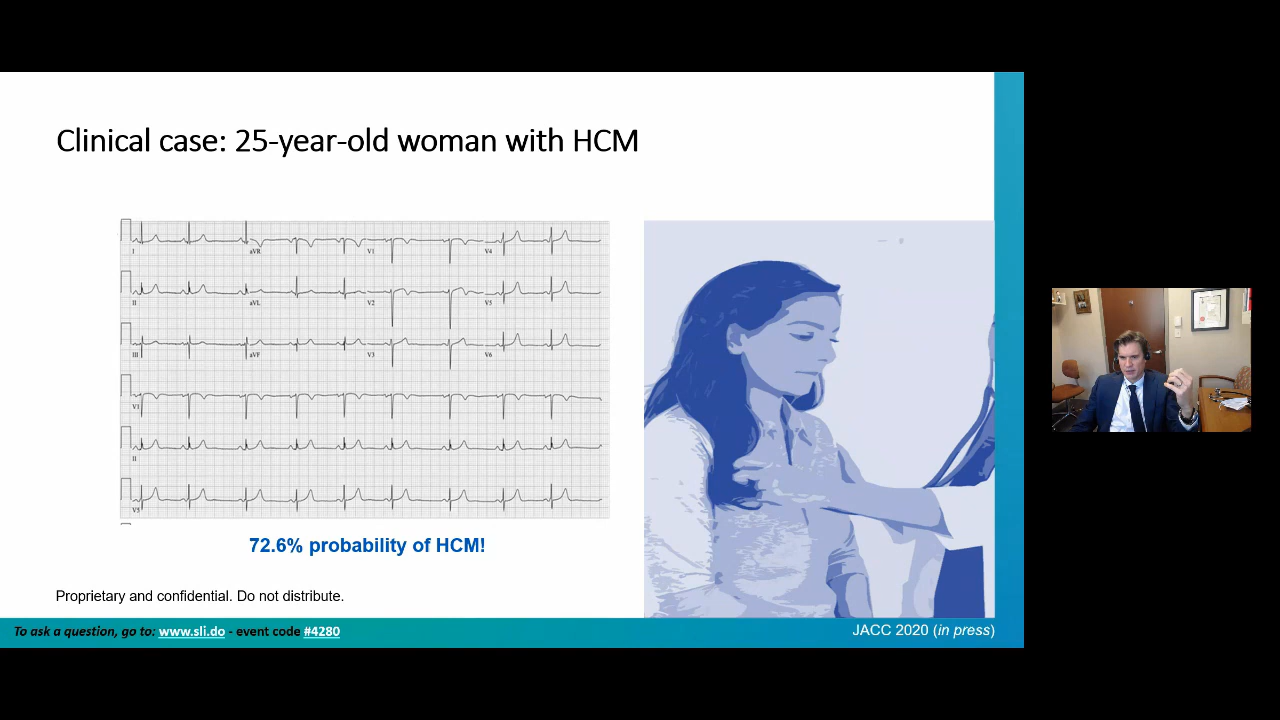 Clinical case: 25-year-old woman with HCM
I aVR V1 V4
II aVL V2 V5
III aVF V3 V6
V1
II
V5
72.6% probability of HCM!
Proprietary and confidential. Do not distribute.
To ask a question, go to: www.sli.do - event code #4280
JACC 2020 (in press)